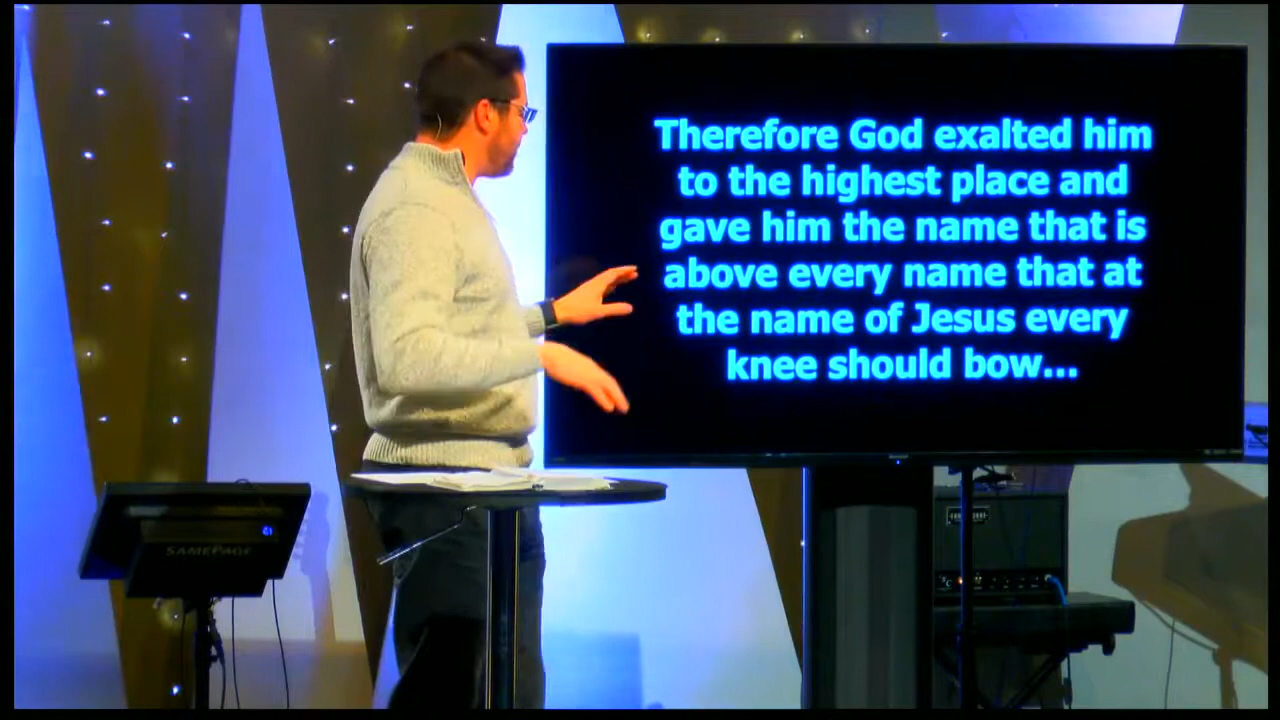 Therefore God exalted him
to the highest place and
gave him the name that is
above every name that at
the name of Jesus every
knee should bow...
SAMEPAGE